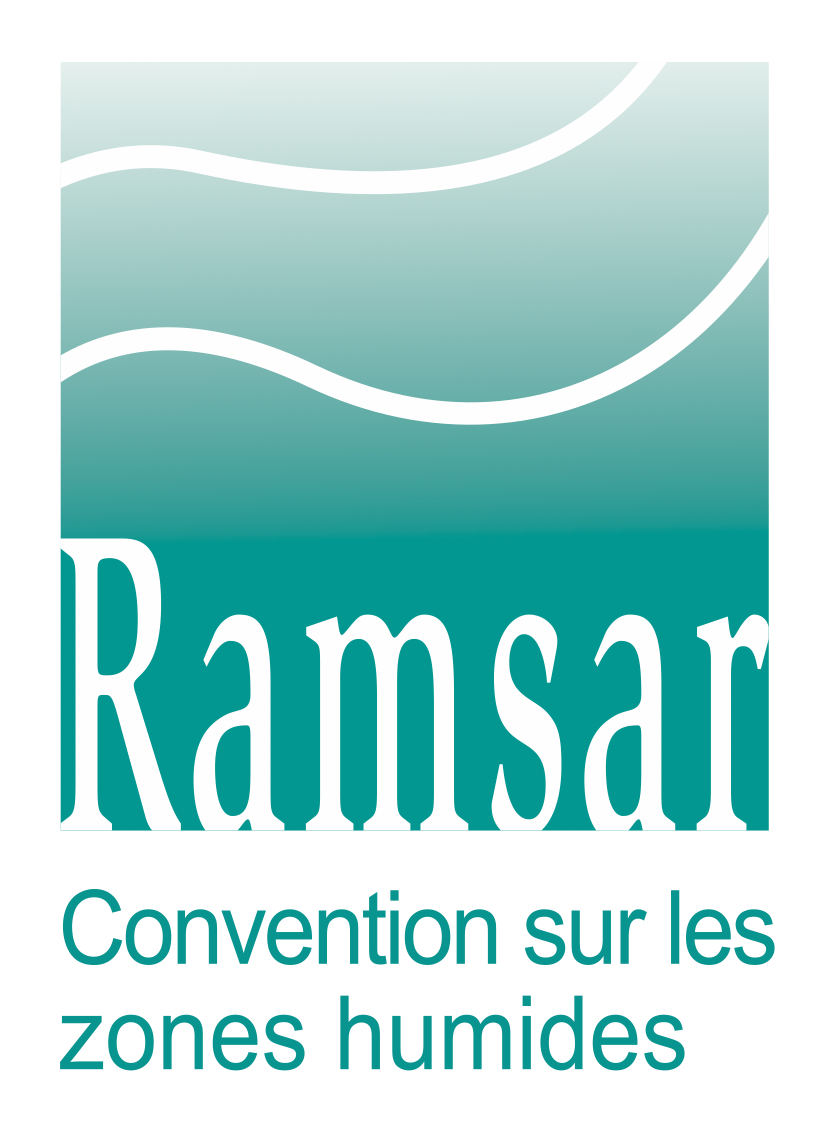 Ramsar
Convention sur les
zones humides